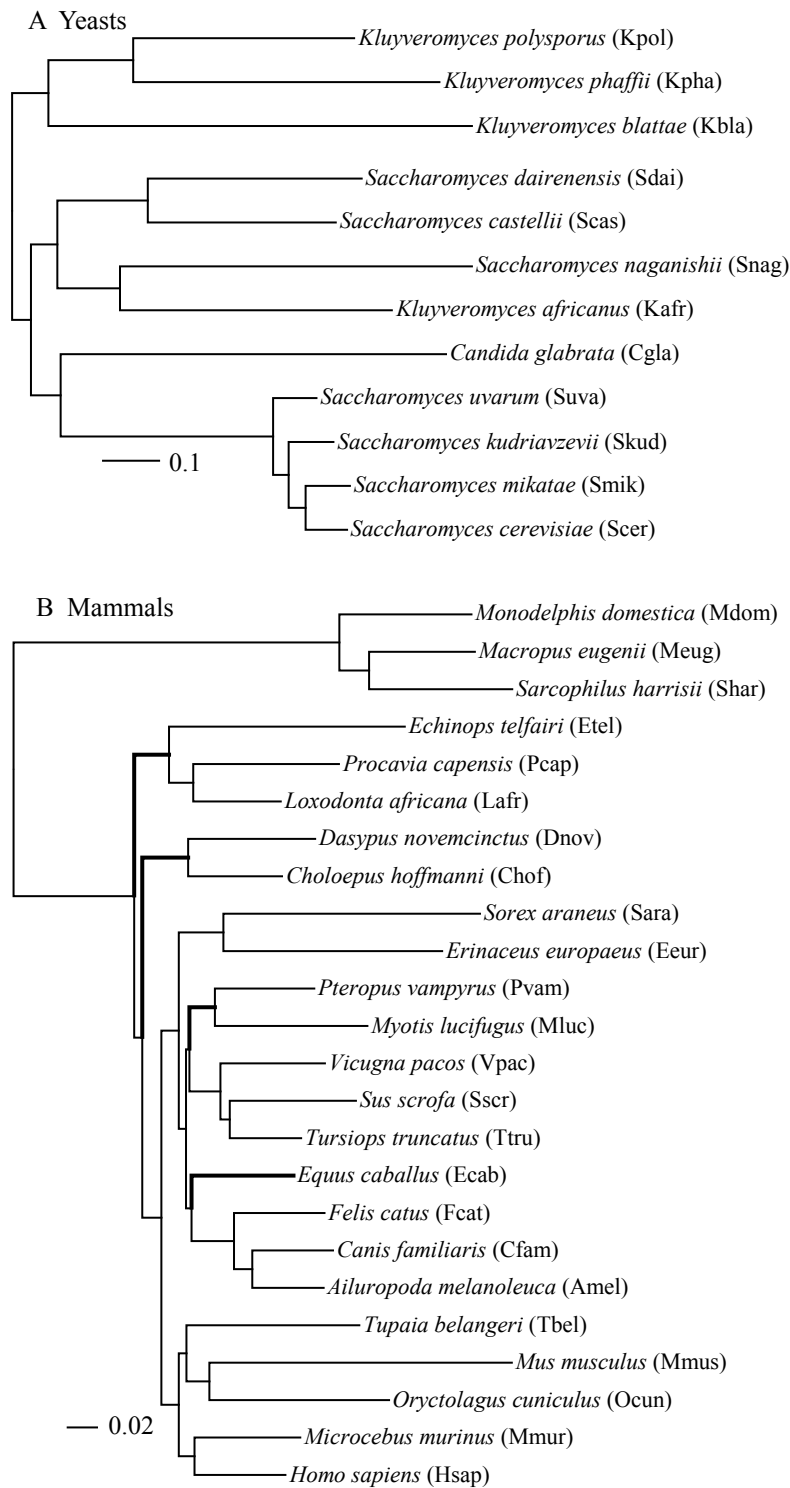 A Yeasts
Kluyveromyces polysporus (Kpol)
Kluyveromyces phaffii (Kpha)
Kluyveromyces blattae (Kbla)
Saccharomyces dairenensis (Sdai)
Saccharomyces castellii (Scas)
Saccharomyces naganishii (Snag)
Kluyveromyces africanus (Kafr)
Candida glabrata (Cgla)
Saccharomyces uvarum (Suva)
Saccharomyces kudriavzevii (Skud)
0.1
Saccharomyces mikatae (Smik)
Saccharomyces cerevisiae (Scer)
B Mammals
Monodelphis domestica (Mdom)
Macropus eugenii (Meug)
Sarcophilus harrisii (Shar)
Echinops telfairi (Etel)
Procavia capensis (Pcap)
Loxodonta africana (Lafr)
Dasypus novemcinctus (Dnov)
Choloepus hoffmanni (Chof)
Sorex araneus (Sara)
Erinaceus europaeus (Eeur)
Pteropus vampyrus (Pvam)
Myotis lucifugus (Mluc)
Vicugna pacos (Vpac)
Sus scrofa (Sscr)
Tursiops truncatus (Ttru)
Equus caballus (Ecab)
Felis catus (Fcat)
Canis familiaris (Cfam)
Ailuropoda melanoleuca (Amel)
Tupaia belangeri (Tbel)
Mus musculus (Mmus)
Oryctolagus cuniculus (Ocun)
0.02
Microcebus murinus (Mmur)
Homo sapiens (Hsap)